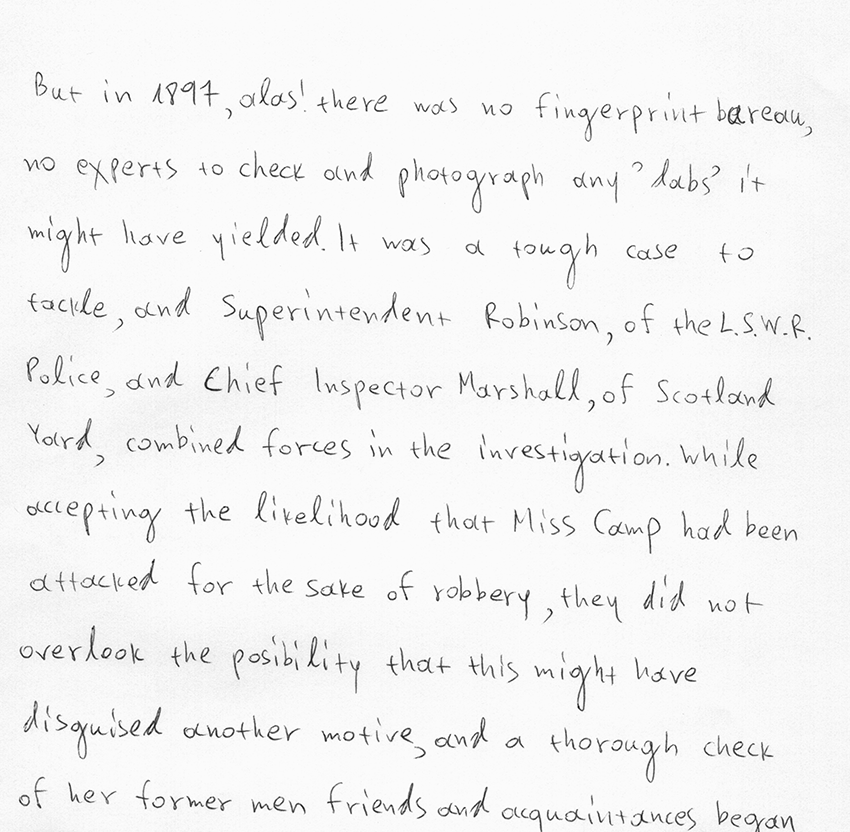 But in 1897, alas! there was no fingerprint bareau,
no experts to check and photograph any 'dabs' it
might have yielded. It was a tough case to
tackle, and Superintendent Robinson, of the L.S.W.R.
Police, and Chief Inspector Marshall, of Scotland
Yard, combined forces in the investigation. While
accepting the likelihood that Miss Camp had been
attacked for the sake of robbery, they did not
overlook the posibility that this might have
disguised another motive, and a thorough check
of her former men friends and acquaintances began